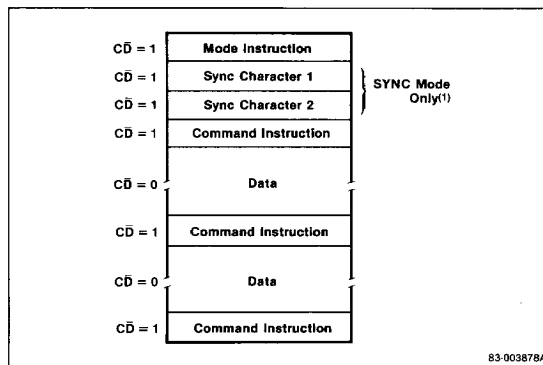 CD̄ = 1 Mode Instruction
CD̄ = 1 Sync Character 1
CD̄ = 1 Sync Character 2
SYNC Mode
Only(1)
CD̄ = 1 Command Instruction
CD̄ = 0 Data
CD̄ = 1 Command Instruction
CD̄ = 0 Data
CD̄ = 1 Command Instruction
83-003878A